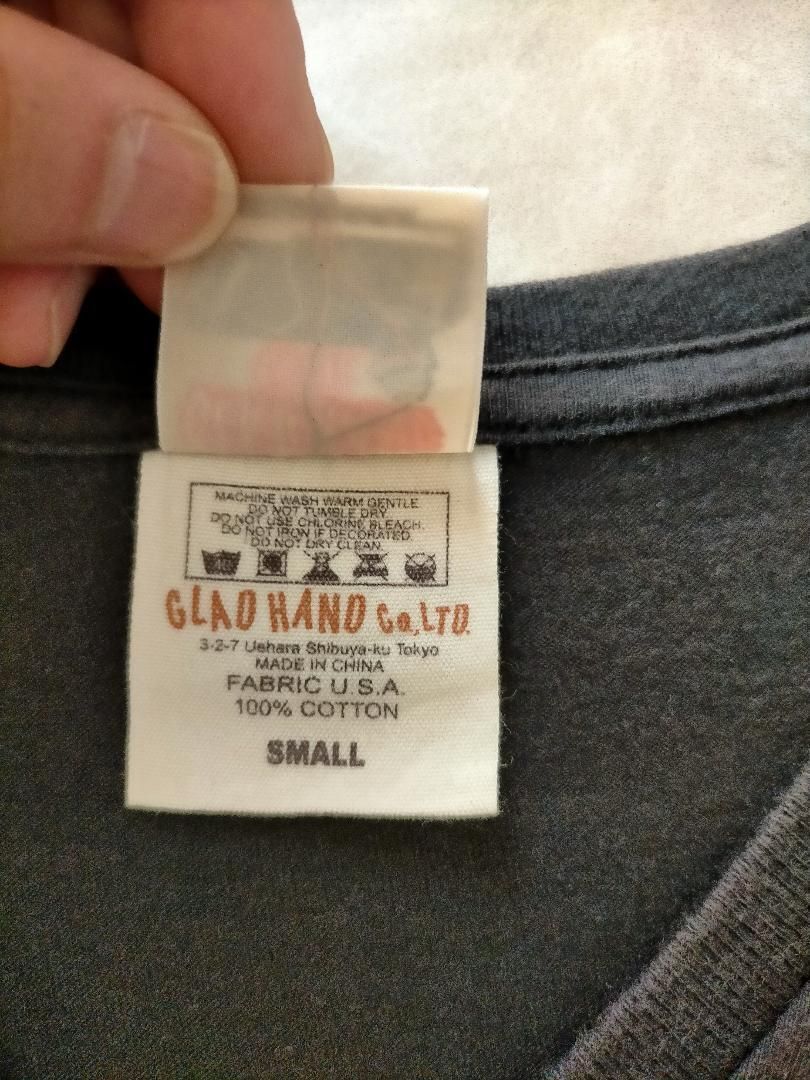 MACHINE WASH WARM GENTLE.
DO NOT TUMBLE DRY.
DO NOT USE CHLORINE BLEACH.
DO NOT IRON IF DECORATED.
DO NOT DRY CLEAN.
GLAD HAND Co.,LTD.
3-2-7 Uehara Shibuya-ku Tokyo
MADE IN CHINA
FABRIC U.S.A.
100% COTTON
SMALL